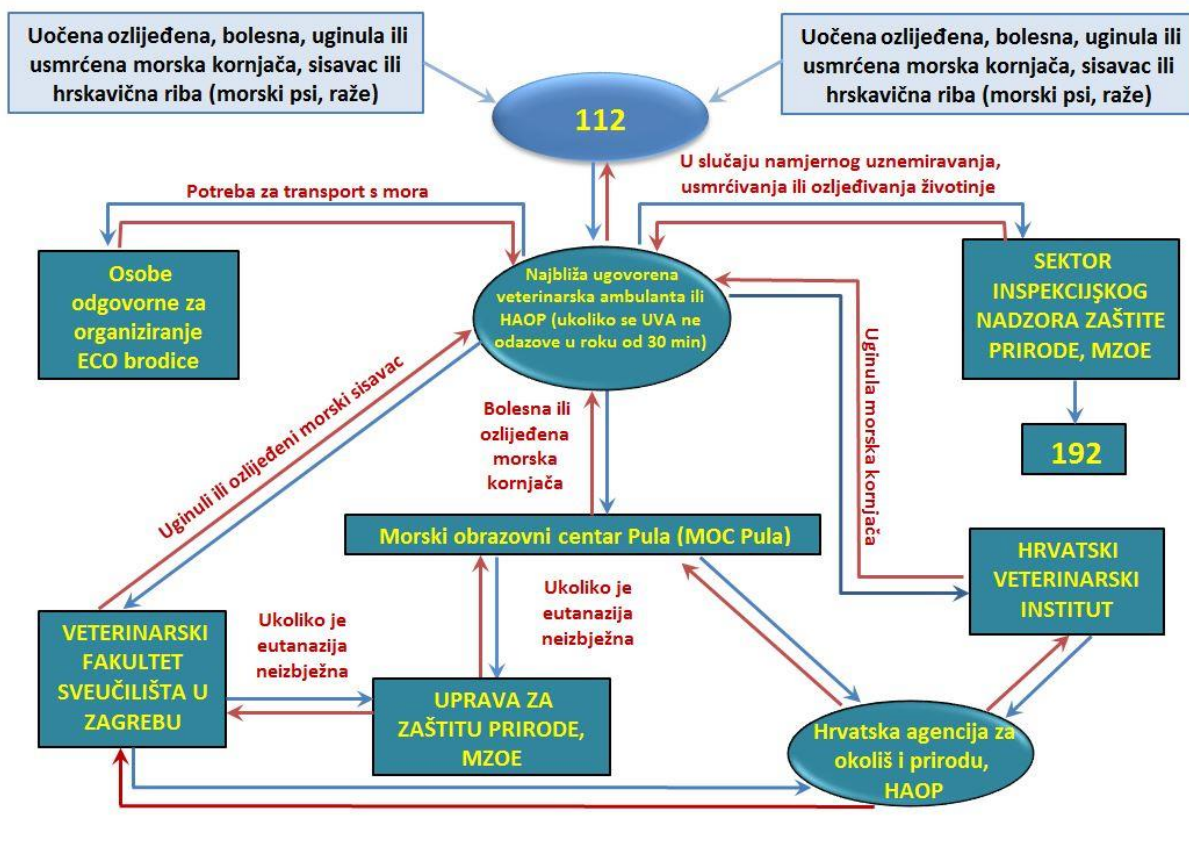 Uočena ozlijeđena, bolesna, uginula ili
usmrćena morska kornjača, sisavac ili
hrskavična riba (morski psi, raže)
Uočena ozlijeđena, bolesna, uginula ili
usmrćena morska kornjača, sisavac ili
hrskavična riba (morski psi, raže)
112
U slučaju namjernog uznemiravanja,
usmrćivanja ili ozljeđivanja životinje
Potreba za transport s mora
Osobe
odgovorne za
organiziranje
ECO brodice
Najbliža ugovorena
veterinarska ambulanta ili
HAOP (ukoliko se UVA ne
odazove u roku od 30 min)
SEKTOR
INSPEKCIJSKOG
NADZORA ZAŠTITE
PRIRODE, MZOE
192
Uginuli ili ozlijeđeni morski sisavac
Bolesna ili
ozlijeđena
morska
kornjača
Uginula morska kornjača
Morski obrazovni centar Pula (MOC Pula)
HRVATSKI
VETERINARSKI
INSTITUT
Ukoliko je
eutanazija
neizbježna
Ukoliko je
eutanazija
neizbježna
VETERINARSKI
FAKULTET
SVEUČILIŠTA U
ZAGREBU
UPRAVA ZA
ZAŠTITU PRIRODE,
MZOE
Hrvatska agencija za
okoliš i prirodu,
HAOP